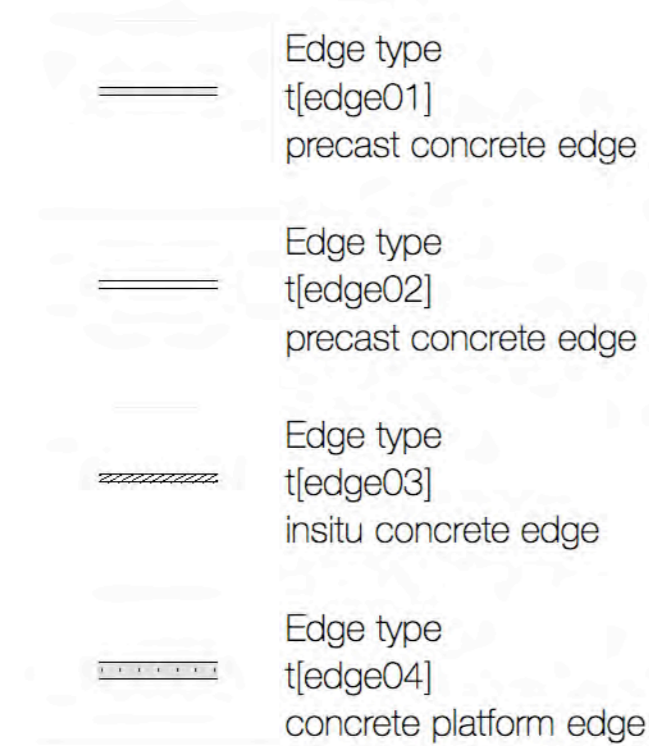 Edge type
t[edge01]
precast concrete edge
Edge type
t[edge02]
precast concrete edge
Edge type
t[edge03]
insitu concrete edge
Edge type
t[edge04]
concrete platform edge